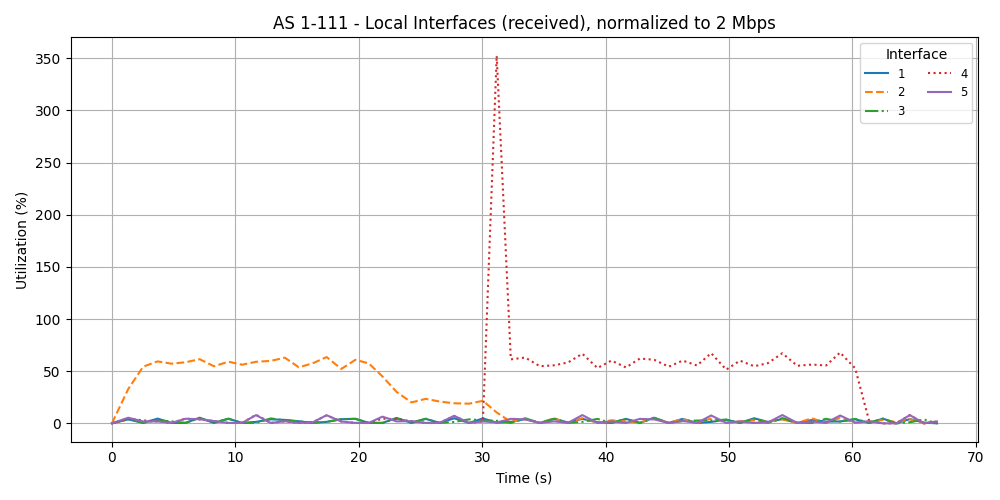 AS 1-111 - Local Interfaces (received), normalized to 2 Mbps
Interface
1
2
3
4
5
Utilization (%)
350
300
250
200
150
100
50
0
0 10 20 30 40 50 60 70
Time (s)